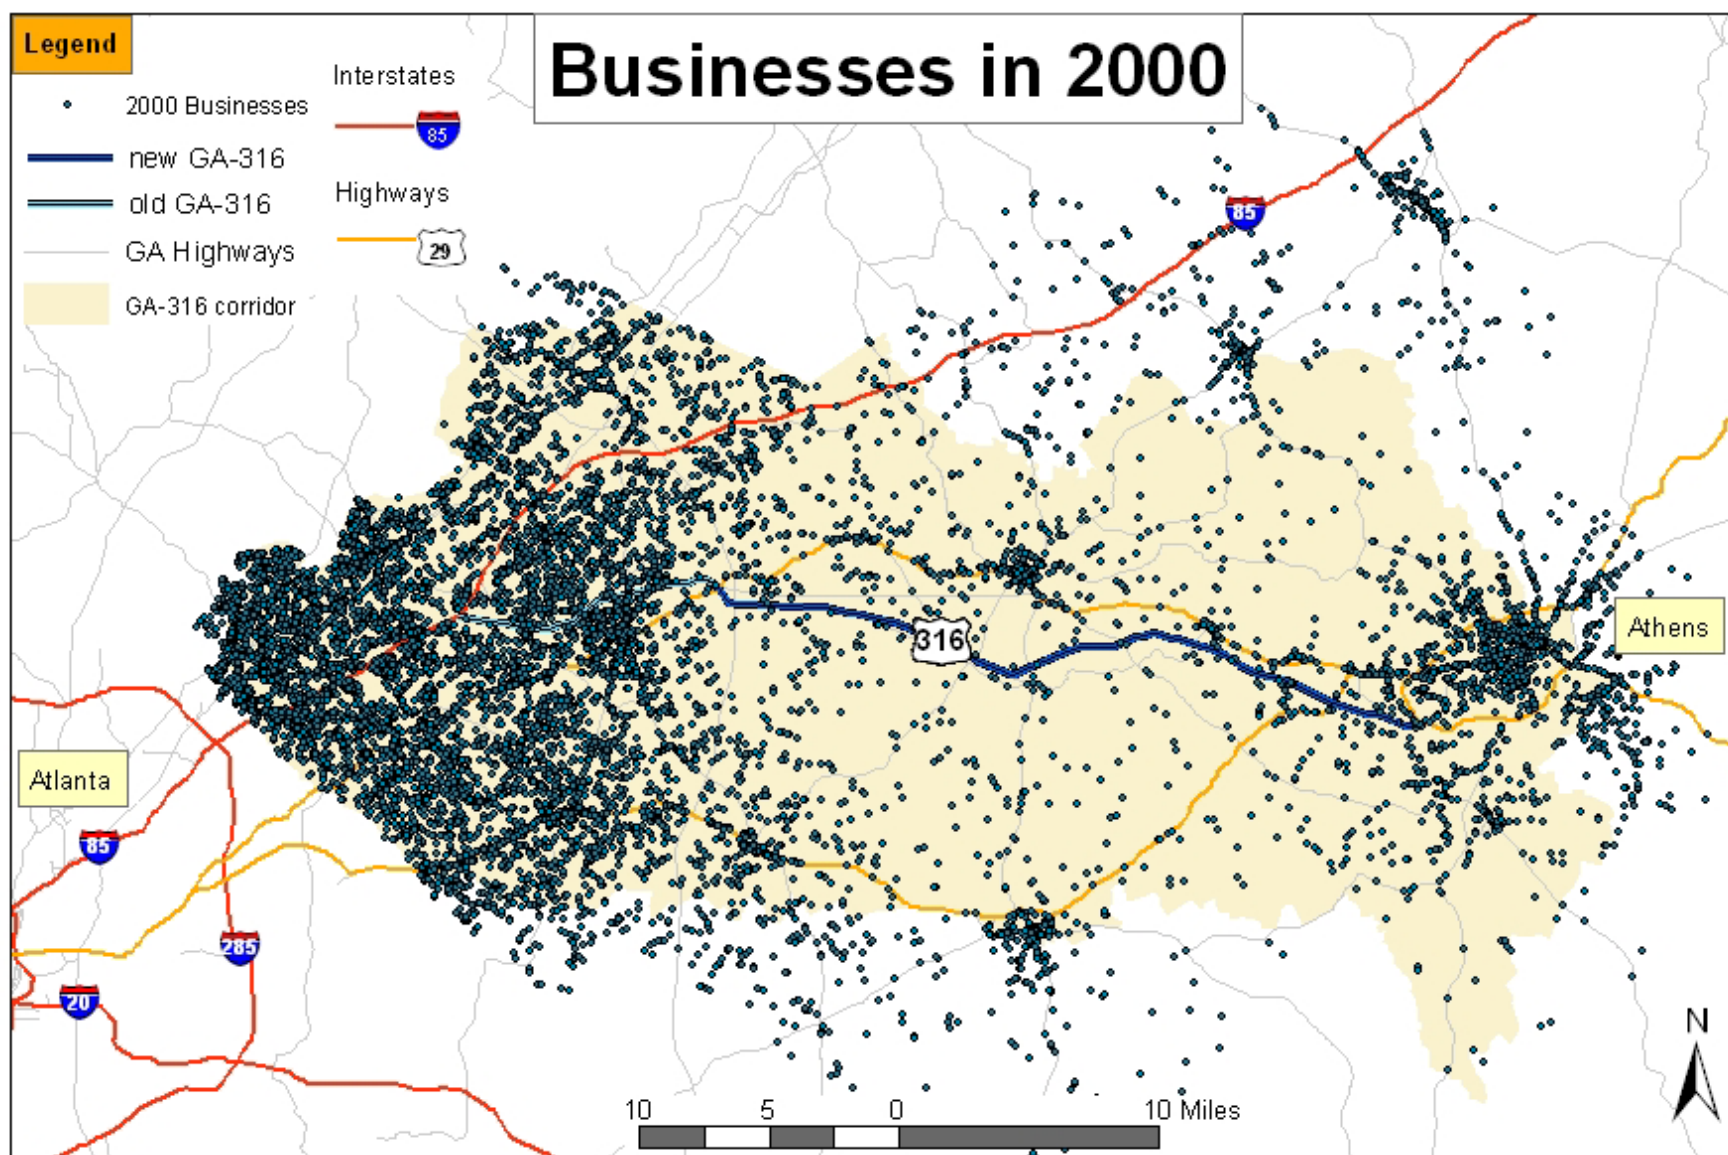 Legend
Businesses in 2000
Interstates
2000 Businesses
85
new GA-316
Highways
old GA-316
GA Highways
29
GA-316 corridor
85
316
Athens
Atlanta
85
285
20
N
10 5 0 10 Miles